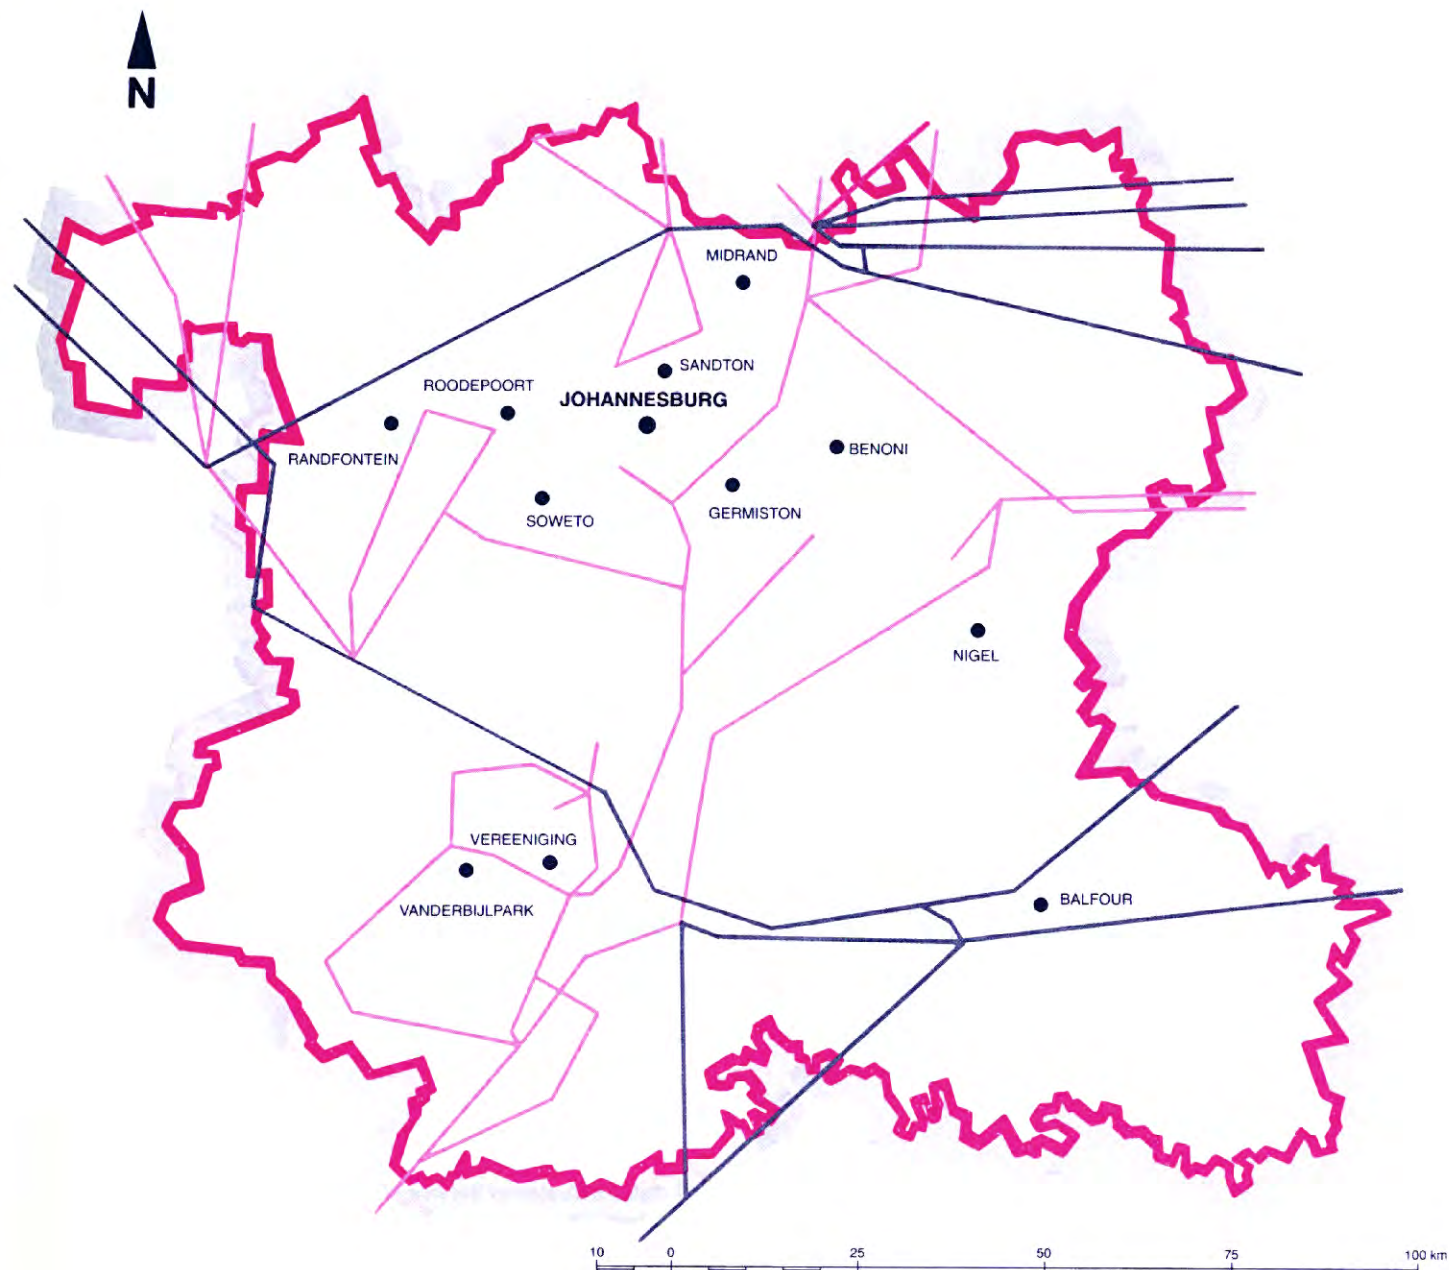 N
MIDRAND
SANDTON
ROODEPOORT
JOHANNESBURG
BENONI
RANDFONTEIN
GERMISTON
SOWETO
NIGEL
VEREENIGING
BALFOUR
VANDERBIJLPARK
10 0 25 50 75 100 km